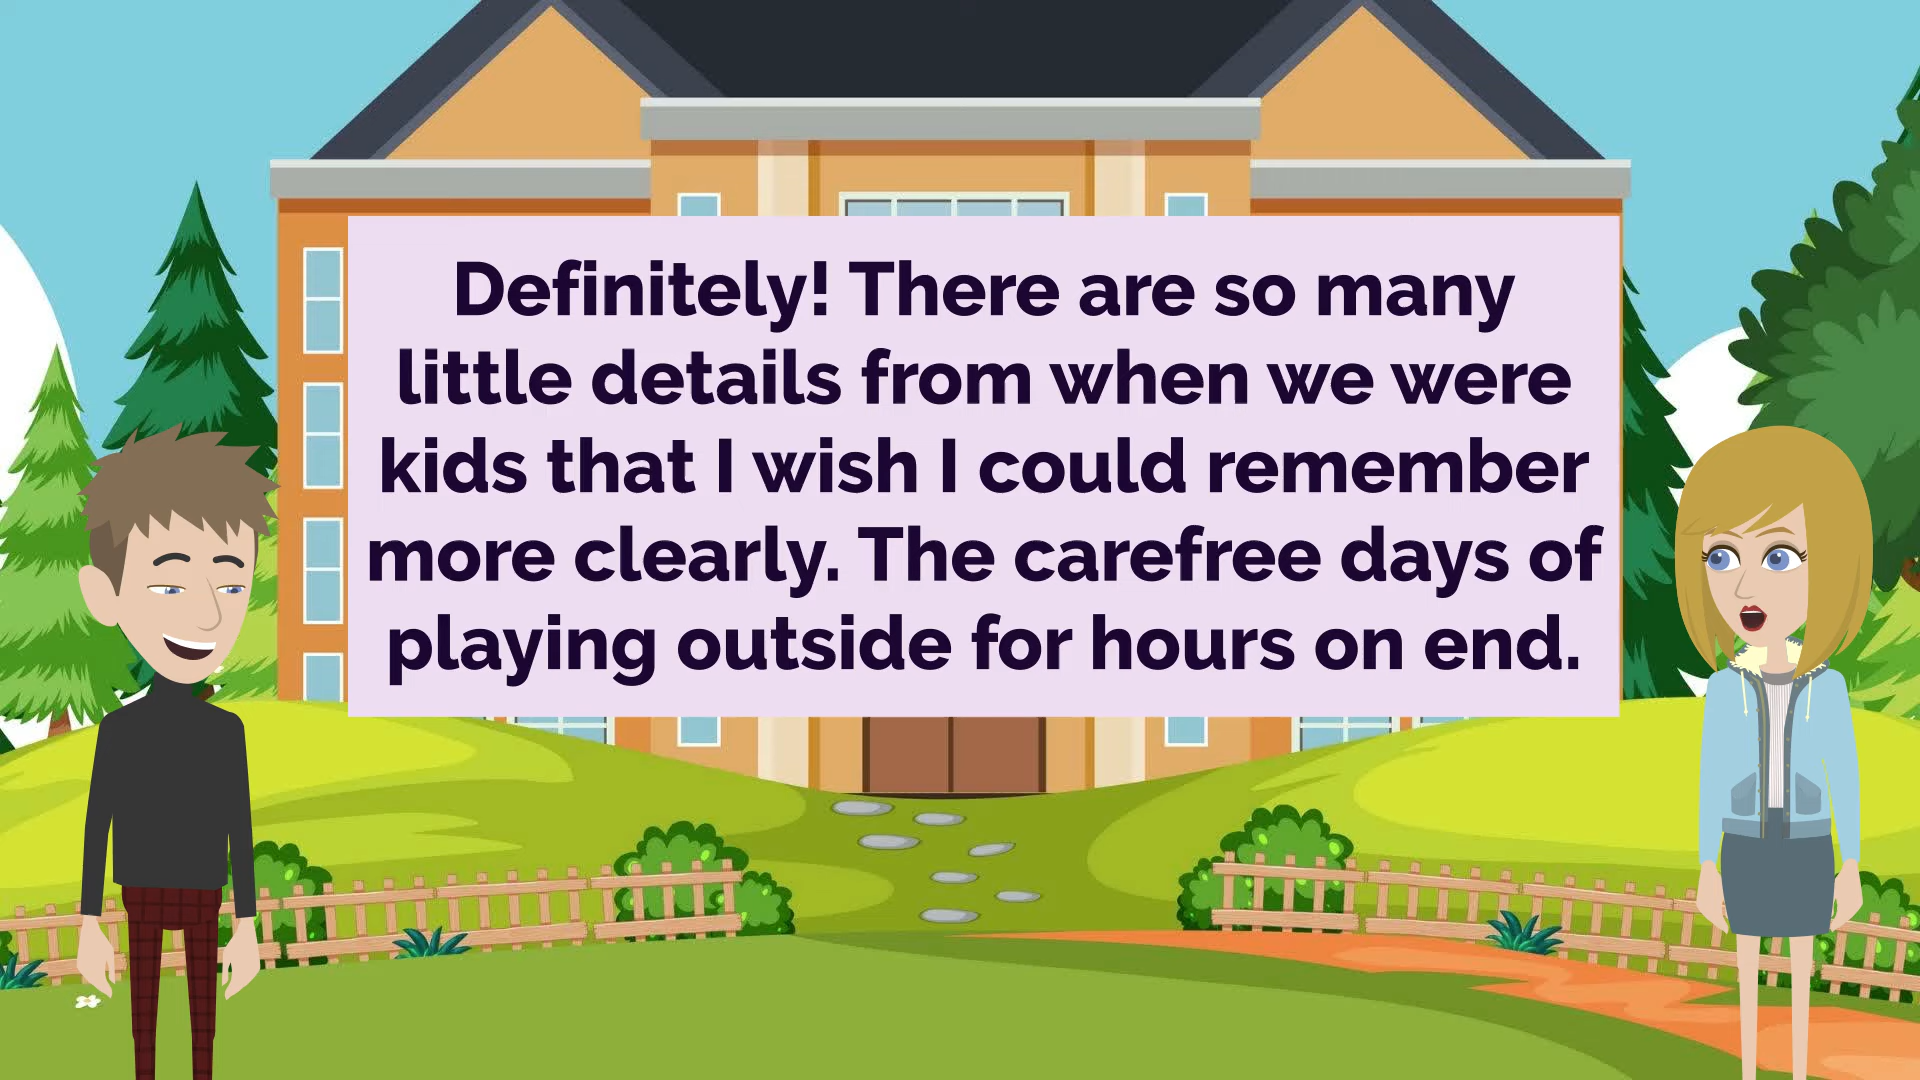 Definitely! There are so many
little details from when we were
kids that I wish I could remember
more clearly. The carefree days of
playing outside for hours on end.